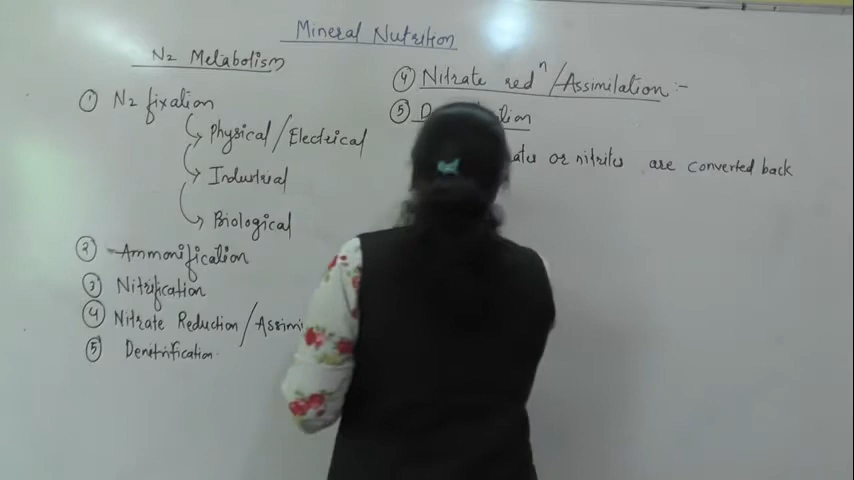 Mineral Nutrition
N2 Metabolism
① N2 fixation
Physical/Electrical
Industrial
Biological
② Ammonification
③ Nitrification
④ Nitrate Reduction/Assimi
⑤ Denitrification
④ Nitrate redⁿ/Assimilation :-
⑤ D
or nitrites are converted back